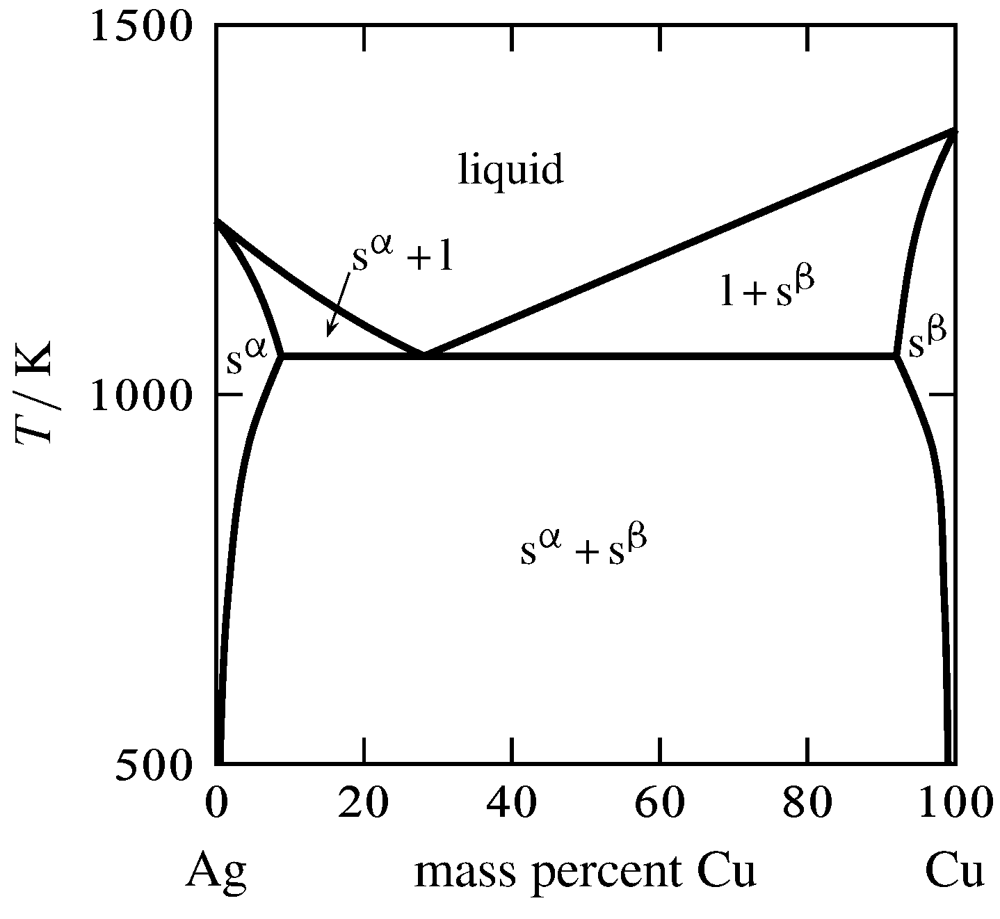 1500
liquid
sα + l
l + sβ
sβ
sα
T / K
1000
sα + sβ
500
0 20 40 60 80 100
Ag mass percent Cu Cu